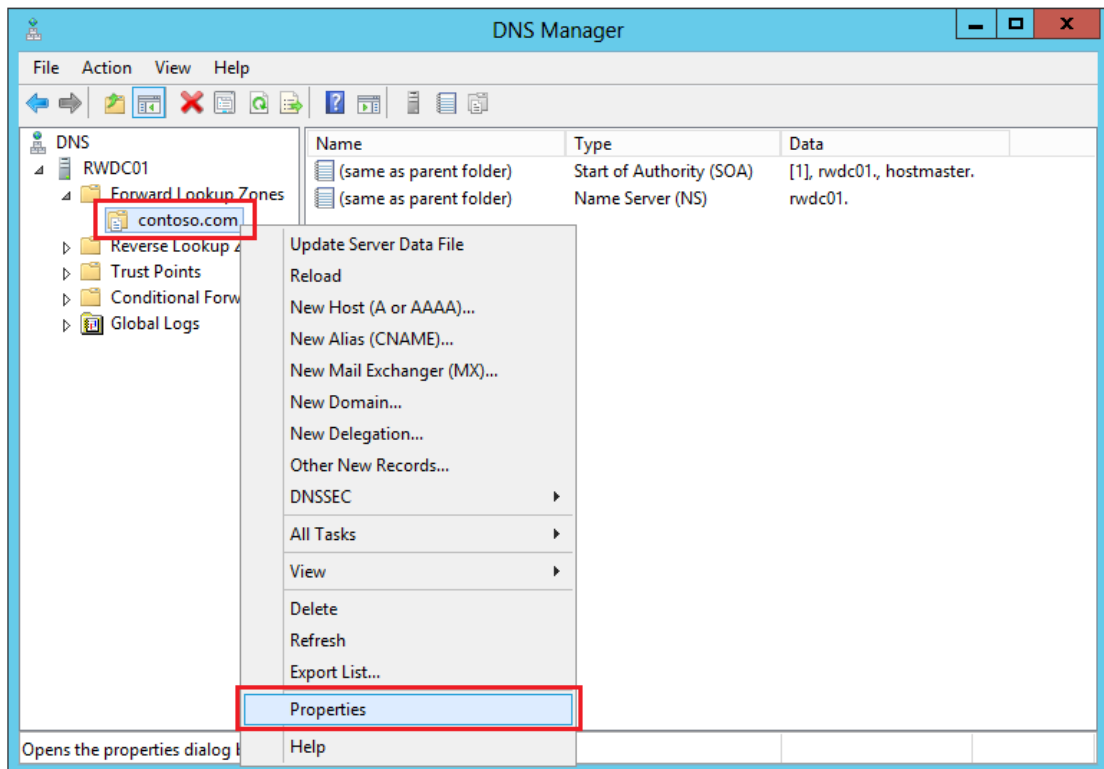 DNS Manager
File Action View Help
DNS
RWDC01
Forward Lookup Zones
contoso.com
Reverse Lookup
Trust Points
Conditional
Global Logs
Name Type Data
(same as parent folder) Start of Authority (SOA) [1], rwdc01., hostmaster.
(same as parent folder) Name Server (NS) rwdc01.
Update Server Data File
Reload
New Host (A or AAAA)...
New Alias (CNAME)...
New Mail Exchanger (MX)...
New Domain...
New Delegation...
Other New Records...
DNSSEC
All Tasks
View
Delete
Refresh
Export List...
Properties
Help
Opens the properties dialog